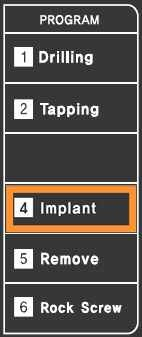 PROGRAM
1 Drilling
2 Tapping
4 Implant
5 Remove
6 Rock Screw